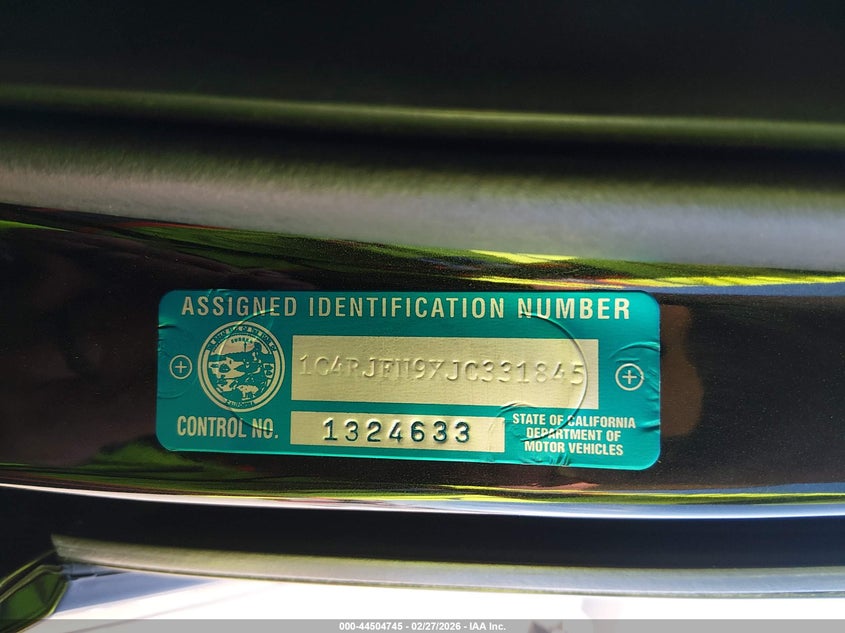 ASSIGNED IDENTIFICATION NUMBER
1C4RJFN9XJC331845
CONTROL NO. 1324633
STATE OF CALIFORNIA
DEPARTMENT OF
MOTOR VEHICLES
000-44504745 - 02/27/2026 - IAA Inc.